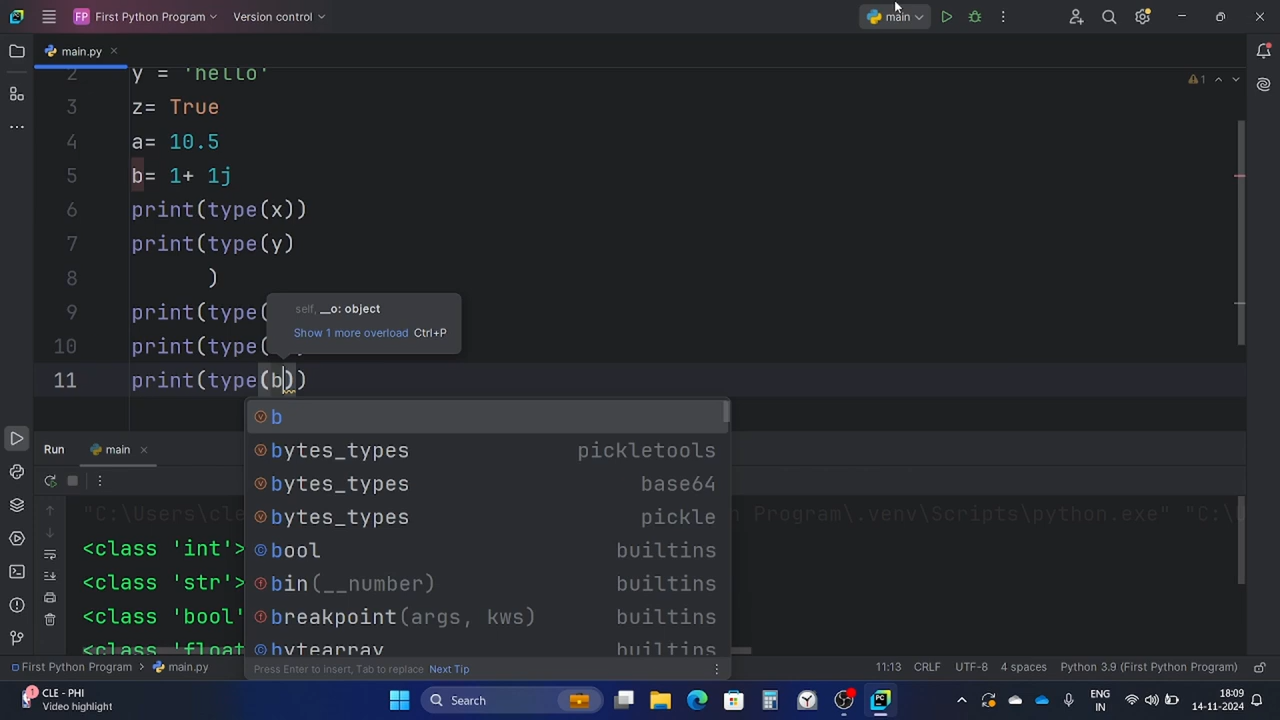 FP First Python Program Version control main
main.py
2 y = 'hello'
1
3 z= True
4 a= 10.5
5 b= 1+ 1j
6 print(type(x))
7 print(type(y)
8 )
self, __o: object
9 print(type(
Show 1 more overload Ctrl+P
10 print(type(
11 print(type(b))
b
Run main
bytes_types pickletools
bytes_types base64
"C:\Users\cle n Program\.venv\Scripts\python.exe" "C:\U
bytes_types pickle
<class 'int'> bool builtins
<class 'str'> bin(__number) builtins
<class 'bool' breakpoint(args, kws) builtins
<class 'float bytearray builtins
Press Enter to insert, Tab to replace Next Tip
First Python Program main.py 11:13 CRLF UTF-8 4 spaces Python 3.9 (First Python Program)
1 CLE - PHI
Video highlight
Search
ENG
IN
18:09
14-11-2024